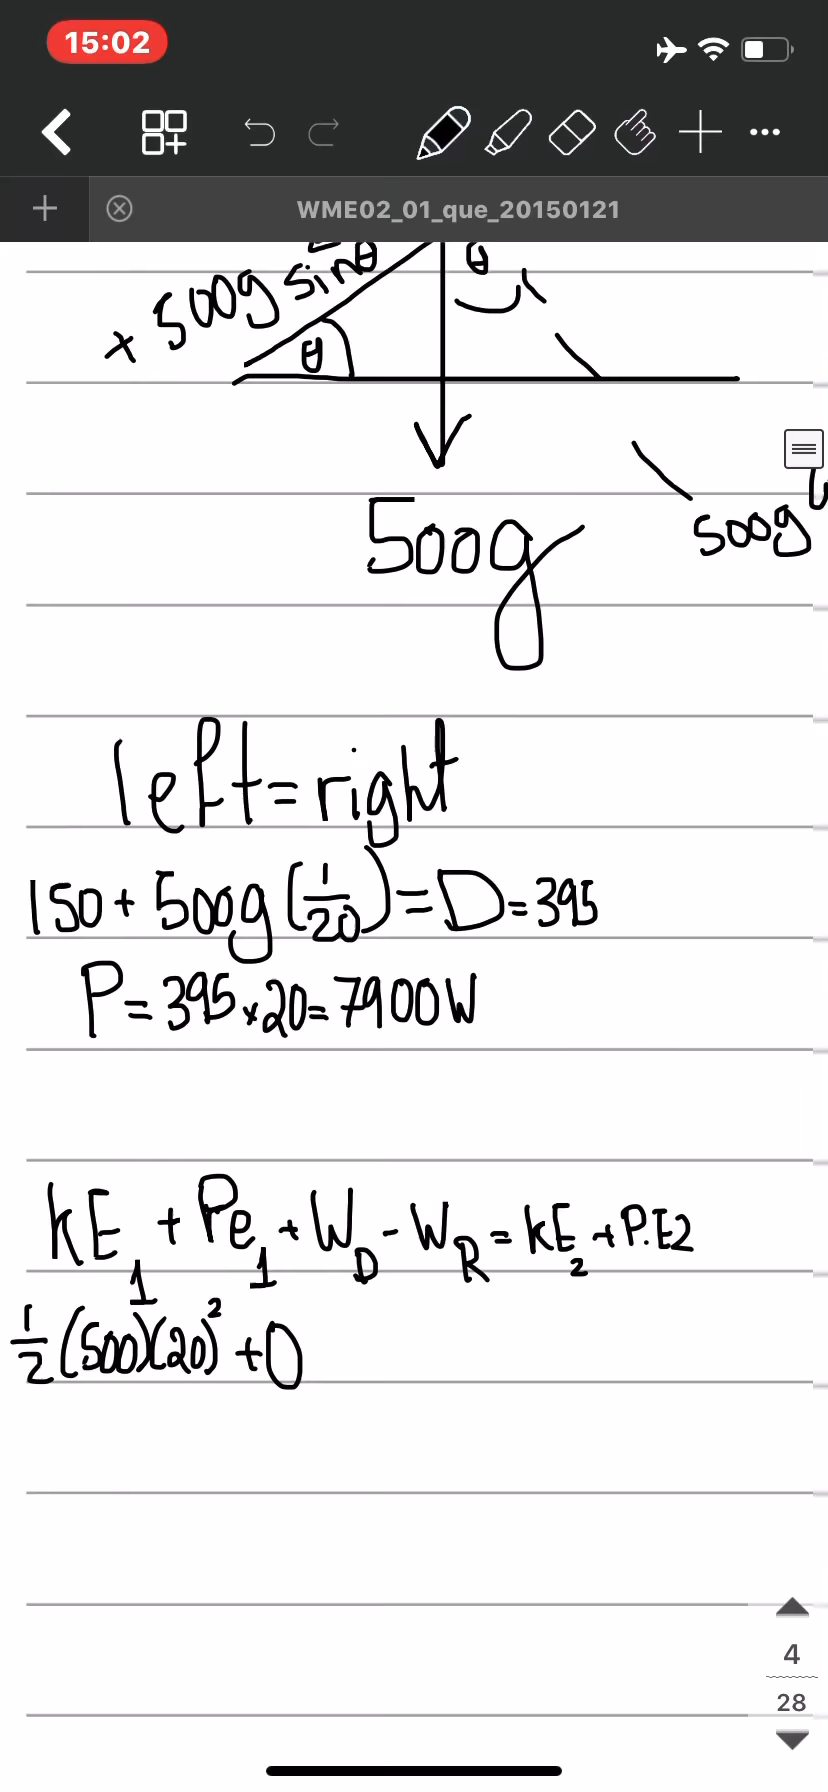 15:02
WME02_01_que_20150121
+ 500g sinθ
θ
θ
500g
500g
left = right
150 + 500g (1/20) = D = 395
P = 395 × 20 = 7900W
KE1 + Pe1 + WD - WR = KE2 + P.E2
1/2 (500)(20)² + 0
4
28